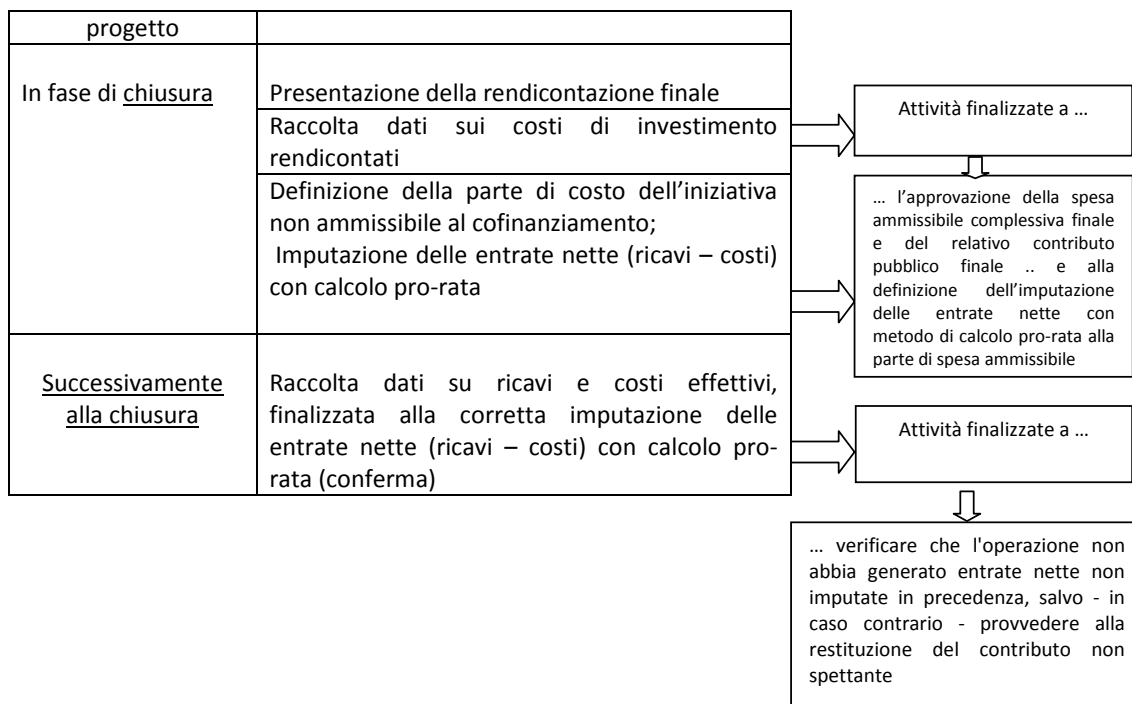 progetto
In fase di chiusura
Presentazione della rendicontazione finale
Raccolta dati sui costi di investimento
rendicontati
Definizione della parte di costo dell'iniziativa
non ammissibile al cofinanziamento;
Imputazione delle entrate nette (ricavi – costi)
con calcolo pro-rata
Attività finalizzate a ...
... l'approvazione della spesa
ammissibile complessiva finale
e del relativo contributo
pubblico finale .. e alla
definizione dell'imputazione
delle entrate nette con
metodo di calcolo pro-rata alla
parte di spesa ammissibile
Successivamente
alla chiusura
Raccolta dati su ricavi e costi effettivi,
finalizzata alla corretta imputazione delle
entrate nette (ricavi – costi) con calcolo pro-
rata (conferma)
Attività finalizzate a ...
... verificare che l'operazione non
abbia generato entrate nette non
imputate in precedenza, salvo - in
caso contrario - provvedere alla
restituzione del contributo non
spettante